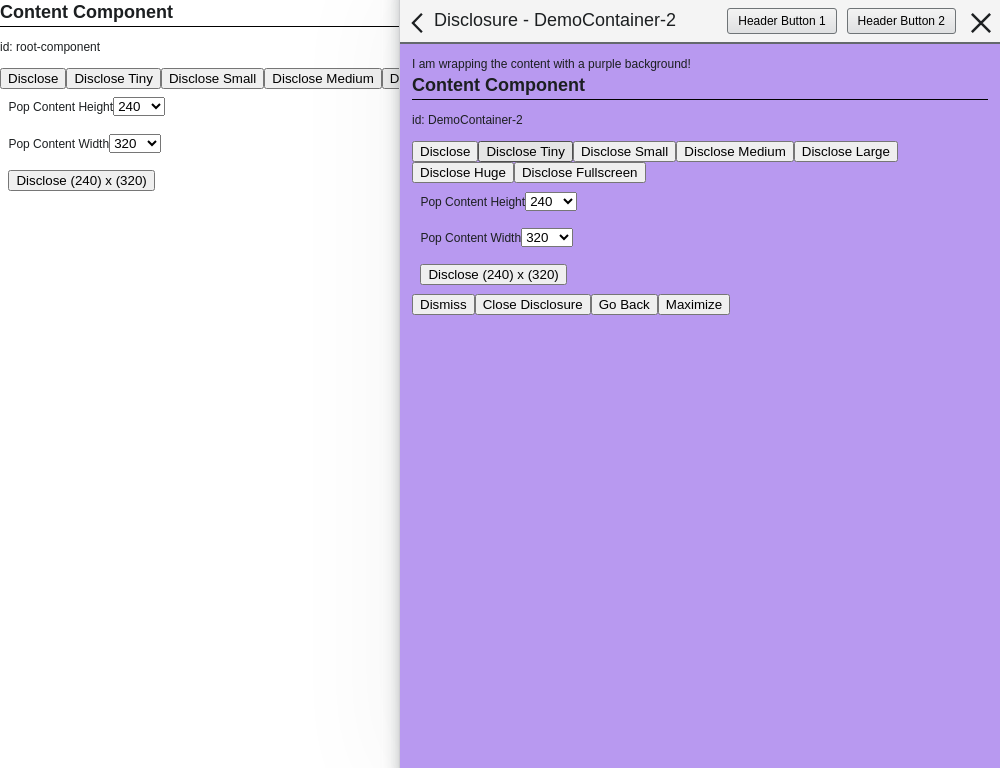 Content Component
id: root-component
Disclose Disclose Tiny Disclose Small Disclose Medium D
Pop Content Height 240
Pop Content Width 320
Disclose (240) x (320)
Disclosure - DemoContainer-2 Header Button 1 Header Button 2
I am wrapping the content with a purple background!
Content Component
id: DemoContainer-2
Disclose Disclose Tiny Disclose Small Disclose Medium Disclose Large
Disclose Huge Disclose Fullscreen
Pop Content Height 240
Pop Content Width 320
Disclose (240) x (320)
Dismiss Close Disclosure Go Back Maximize